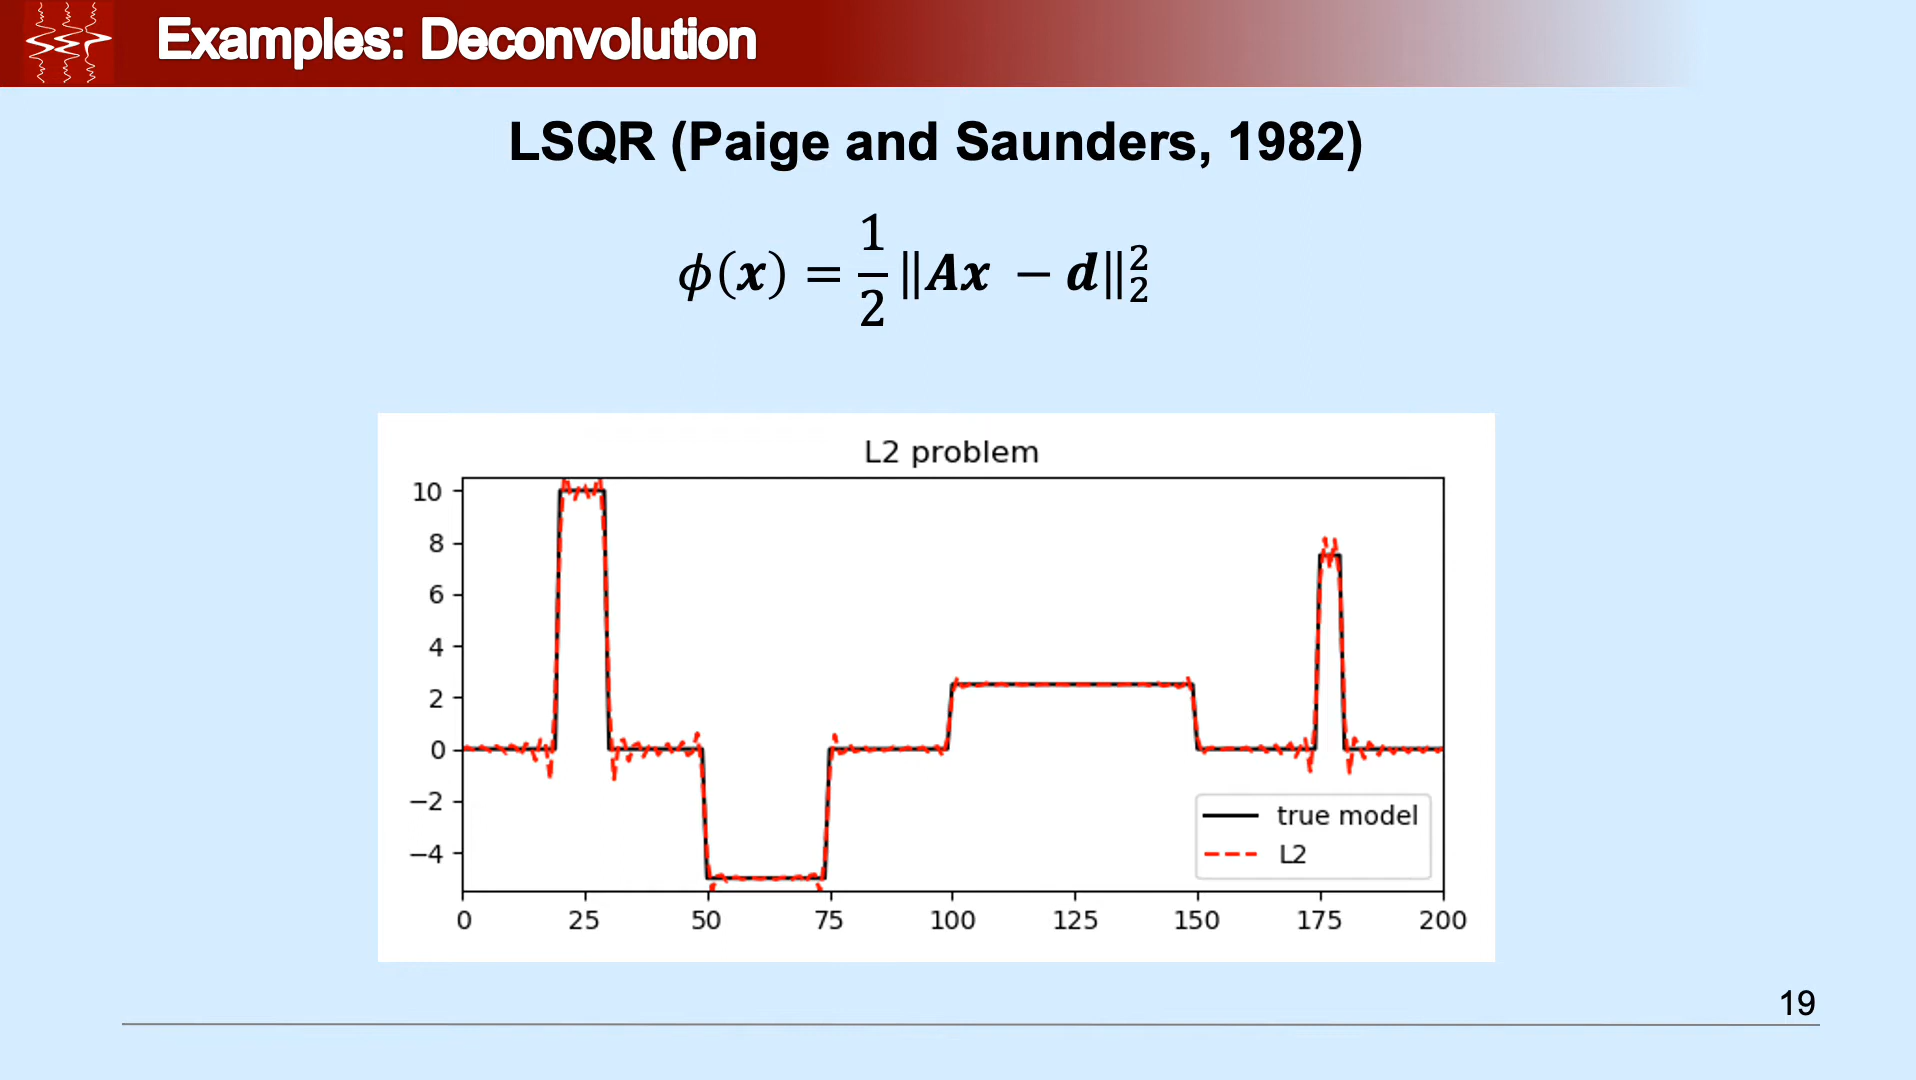 Examples: Deconvolution
LSQR (Paige and Saunders, 1982)
𝜙(𝒙) = 1/2 ‖𝑨𝒙 − 𝒅‖₂²
L2 problem
10
8
6
4
2
0
−2
−4
true model
L2
0 25 50 75 100 125 150 175 200
19